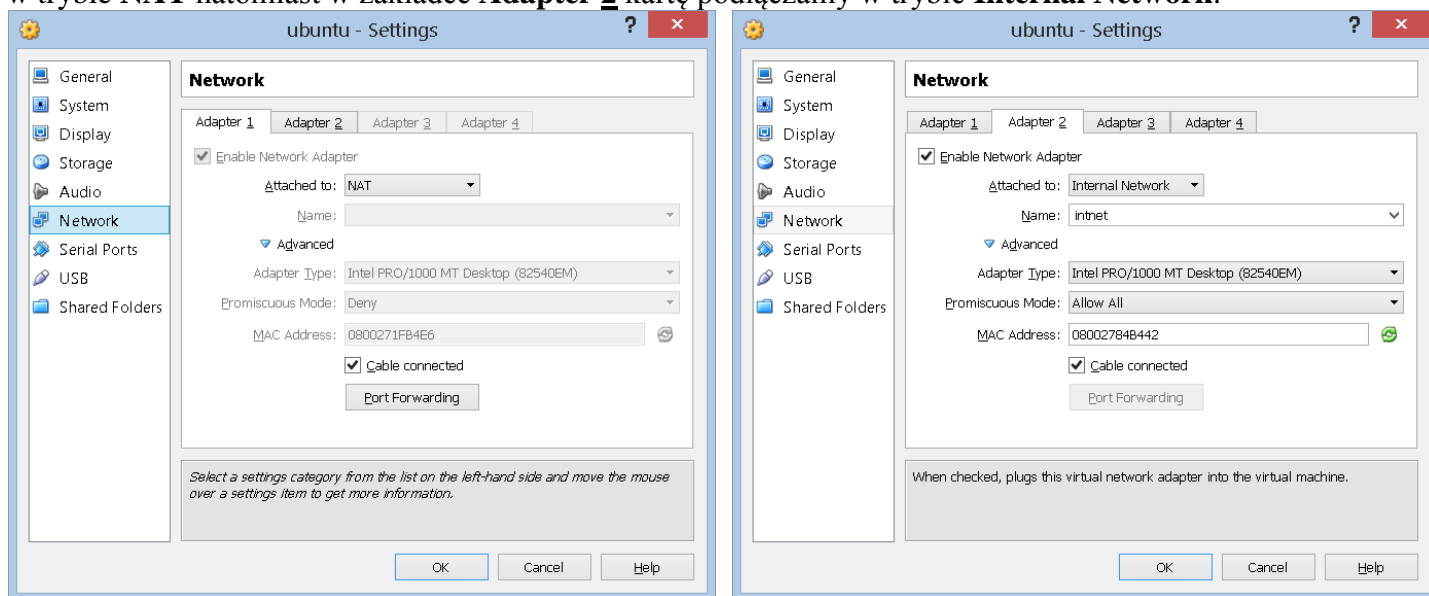 w trybie NAT natomiast w zakładce Adapter 2 kartę podłączamy w trybie Internal Network.
ubuntu - Settings
?
×
General
System
Display
Storage
Audio
Network
Serial Ports
USB
Shared Folders
Network
Adapter 1 Adapter 2 Adapter 3 Adapter 4
Enable Network Adapter
Attached to: NAT
Name:
Advanced
Adapter Type: Intel PRO/1000 MT Desktop (82540EM)
Promiscuous Mode: Deny
MAC Address: 0800271FB4E6
Cable connected
Port Forwarding
Select a settings category from the list on the left-hand side and move the mouse
over a settings item to get more information.
OK Cancel Help
ubuntu - Settings
?
×
General
System
Display
Storage
Audio
Network
Serial Ports
USB
Shared Folders
Network
Adapter 1 Adapter 2 Adapter 3 Adapter 4
Enable Network Adapter
Attached to: Internal Network
Name: intnet
Advanced
Adapter Type: Intel PRO/1000 MT Desktop (82540EM)
Promiscuous Mode: Allow All
MAC Address: 08002784B442
Cable connected
Port Forwarding
When checked, plugs this virtual network adapter into the virtual machine.
OK Cancel Help